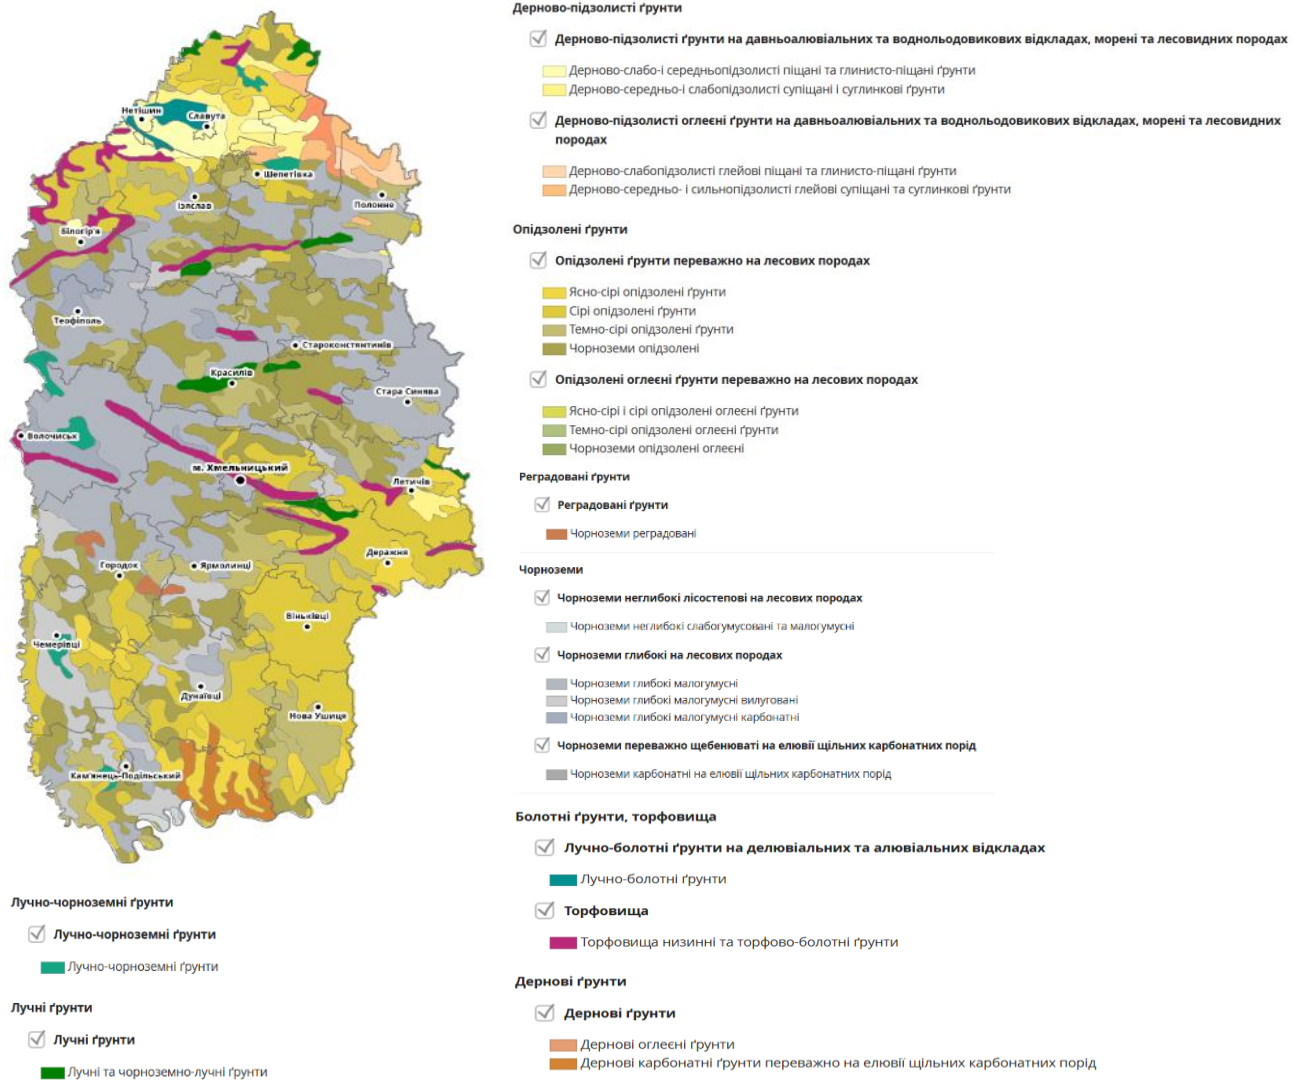 Нетішин
Славута
Шепетівка
Ізяслав
Полонне
Білогір'я
Теофіполь
Староконстянтинів
Красилів
Стара Синява
Волочиськ
м. Хмельницький
Летичів
Деражня
Городок
Ярмолинці
Віньківці
Чемерівці
Дунаївці
Нова Ушиця
Кам'янець-Подільський
Лучно-чорноземні ґрунти
Лучно-чорноземні ґрунти
Лучно-чорноземні ґрунти
Лучні ґрунти
Лучні ґрунти
Лучні та чорноземно-лучні ґрунти
Дерново-підзолисті ґрунти
Дерново-підзолисті ґрунти на давньоалювіальних та воднольодовикових відкладах, морені та лесовидних породах
Дерново-слабо-і середньопідзолисті піщані та глинисто-піщані ґрунти
Дерново-середньо-і слабопідзолисті супіщані і суглинкові ґрунти
Дерново-підзолисті оглеєні ґрунти на давньоалювіальних та воднольодовикових відкладах, морені та лесовидних
породах
Дерново-слабопідзолисті глейові піщані та глинисто-піщані ґрунти
Дерново-середньо- і сильнопідзолисті глейові супіщані та суглинкові ґрунти
Опідзолені ґрунти
Опідзолені ґрунти переважно на лесових породах
Ясно-сірі опідзолені ґрунти
Сірі опідзолені ґрунти
Темно-сірі опідзолені ґрунти
Чорноземи опідзолені
Опідзолені оглеєні ґрунти переважно на лесових породах
Ясно-сірі і сірі опідзолені оглеєні ґрунти
Темно-сірі опідзолені оглеєні ґрунти
Чорноземи опідзолені оглеєні
Реградовані ґрунти
Реградовані ґрунти
Чорноземи реградовані
Чорноземи
Чорноземи неглибокі лісостепові на лесових породах
Чорноземи неглибокі слабогумусовані та малогумусні
Чорноземи глибокі на лесових породах
Чорноземи глибокі малогумусні
Чорноземи глибокі малогумусні вилуговані
Чорноземи глибокі малогумусні карбонатні
Чорноземи переважно щебенюваті на елювії щільних карбонатних порід
Чорноземи карбонатні на елювії щільних карбонатних порід
Болотні ґрунти, торфовища
Лучно-болотні ґрунти на делювіальних та алювіальних відкладах
Лучно-болотні ґрунти
Торфовища
Торфовища низинні та торфово-болотні ґрунти
Дернові ґрунти
Дернові ґрунти
Дернові оглеєні ґрунти
Дернові карбонатні ґрунти переважно на елювії щільних карбонатних порід